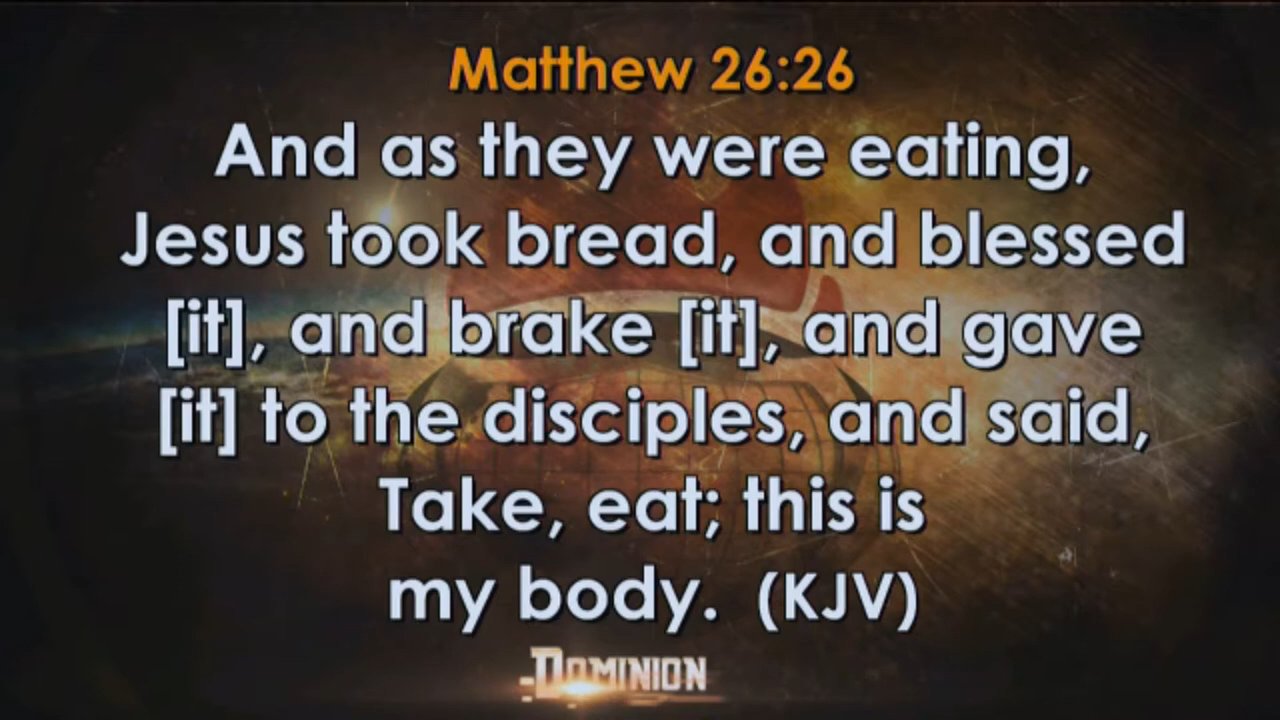 Matthew 26:26
And as they were eating,
Jesus took bread, and blessed
[it], and brake [it], and gave
[it] to the disciples, and said,
Take, eat; this is
my body.  (KJV)
DOMINION